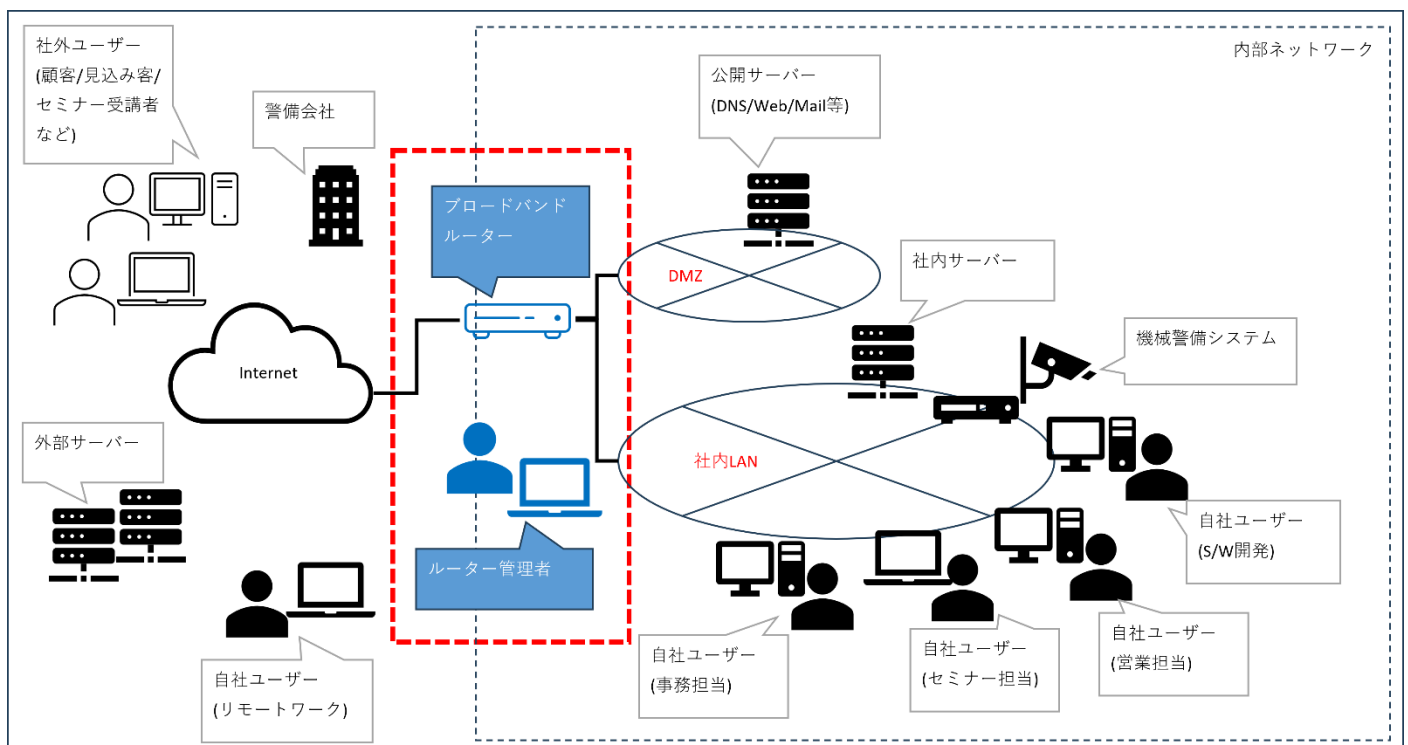 社外ユーザー
(顧客/見込み客/
セミナー受講者
など)
警備会社
内部ネットワーク
公開サーバー
(DNS/Web/Mail等)
ブロードバンド
ルーター
DMZ
社内サーバー
機械警備システム
Internet
外部サーバー
社内LAN
自社ユーザー
(S/W開発)
ルーター管理者
自社ユーザー
(営業担当)
自社ユーザー
(セミナー担当)
自社ユーザー
(事務担当)
自社ユーザー
(リモートワーク)